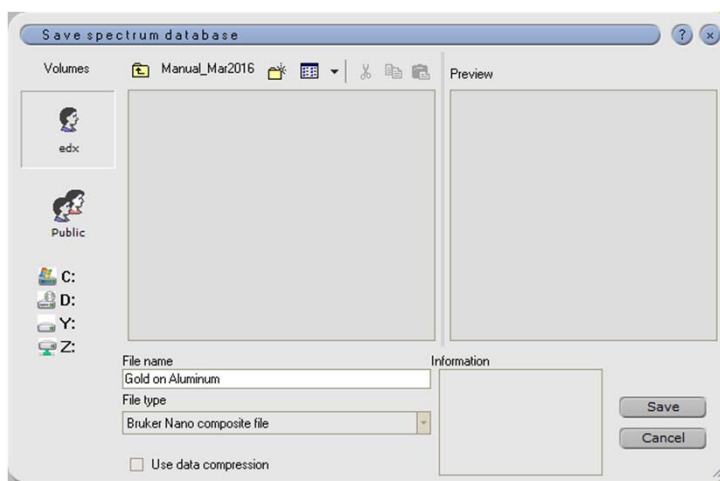 Save spectrum database
? ×
Volumes
Manual_Mar2016
Preview
edx
Public
C:
D:
Y:
Z:
File name
Information
Gold on Aluminum
File type
Bruker Nano composite file
Save
Cancel
Use data compression